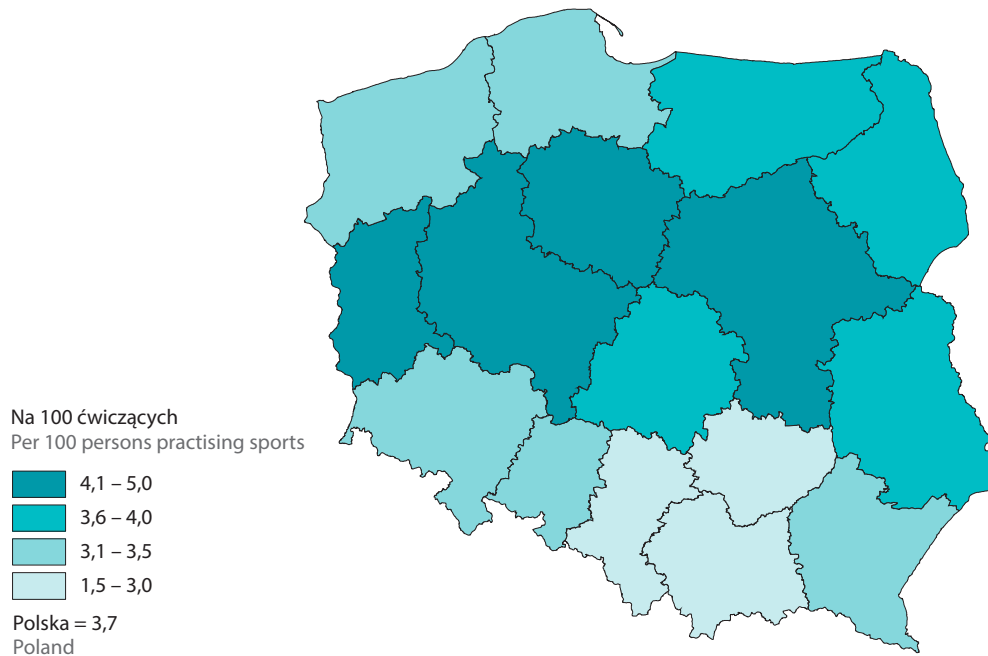 Na 100 ćwiczących
Per 100 persons practising sports
4,1 – 5,0
3,6 – 4,0
3,1 – 3,5
1,5 – 3,0
Polska = 3,7
Poland